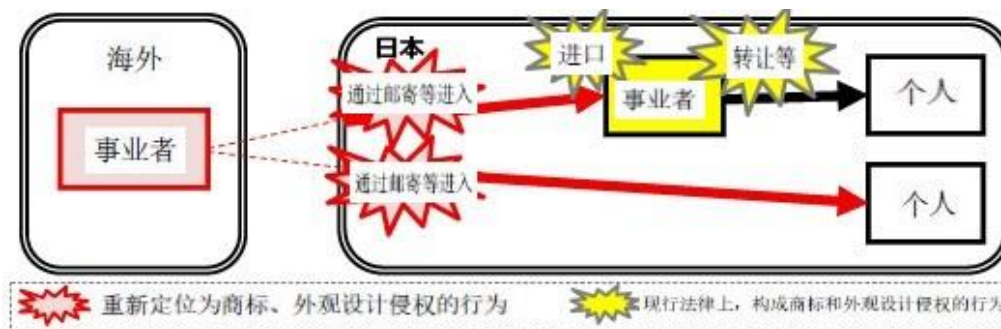 海外
日本
进口
转让等
通过邮寄等进入
事业者
个人
事业者
通过邮寄等进入
个人
重新定位为商标、外观设计侵权的行为
现行法律上，构成商标和外观设计侵权的行为